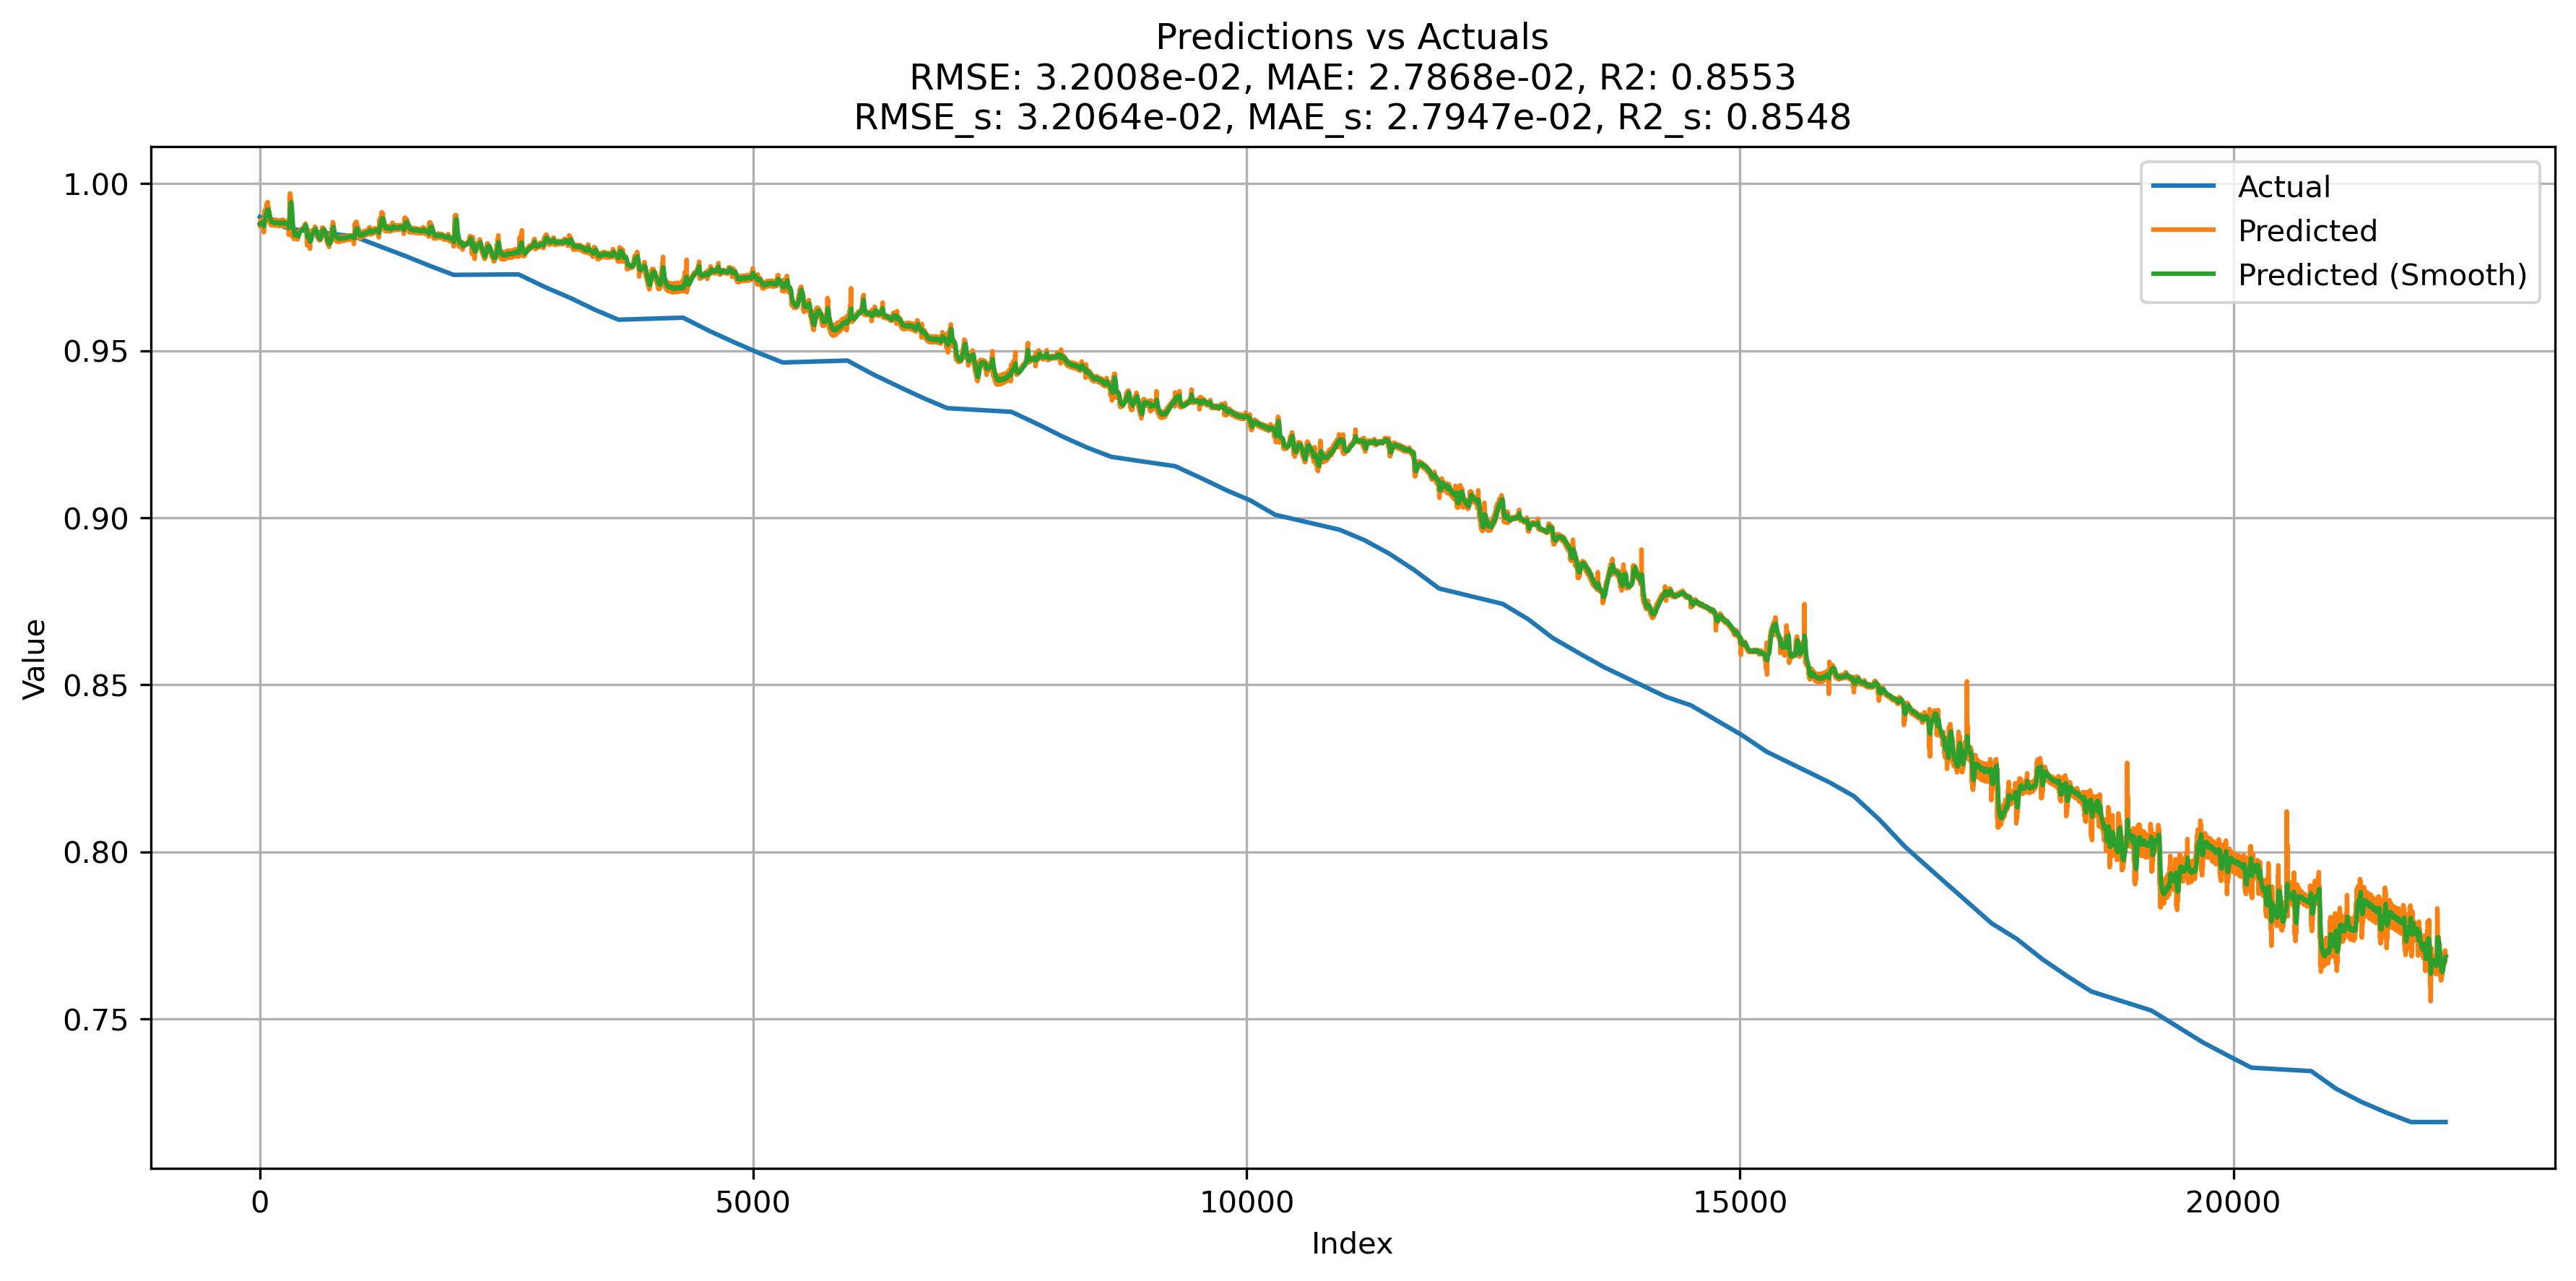 Predictions vs Actuals
RMSE: 3.2008e-02, MAE: 2.7868e-02, R2: 0.8553
RMSE_s: 3.2064e-02, MAE_s: 2.7947e-02, R2_s: 0.8548
Actual
Predicted
Predicted (Smooth)
1.00
0.95
0.90
0.85
0.80
0.75
Value
0
5000
10000
15000
20000
Index